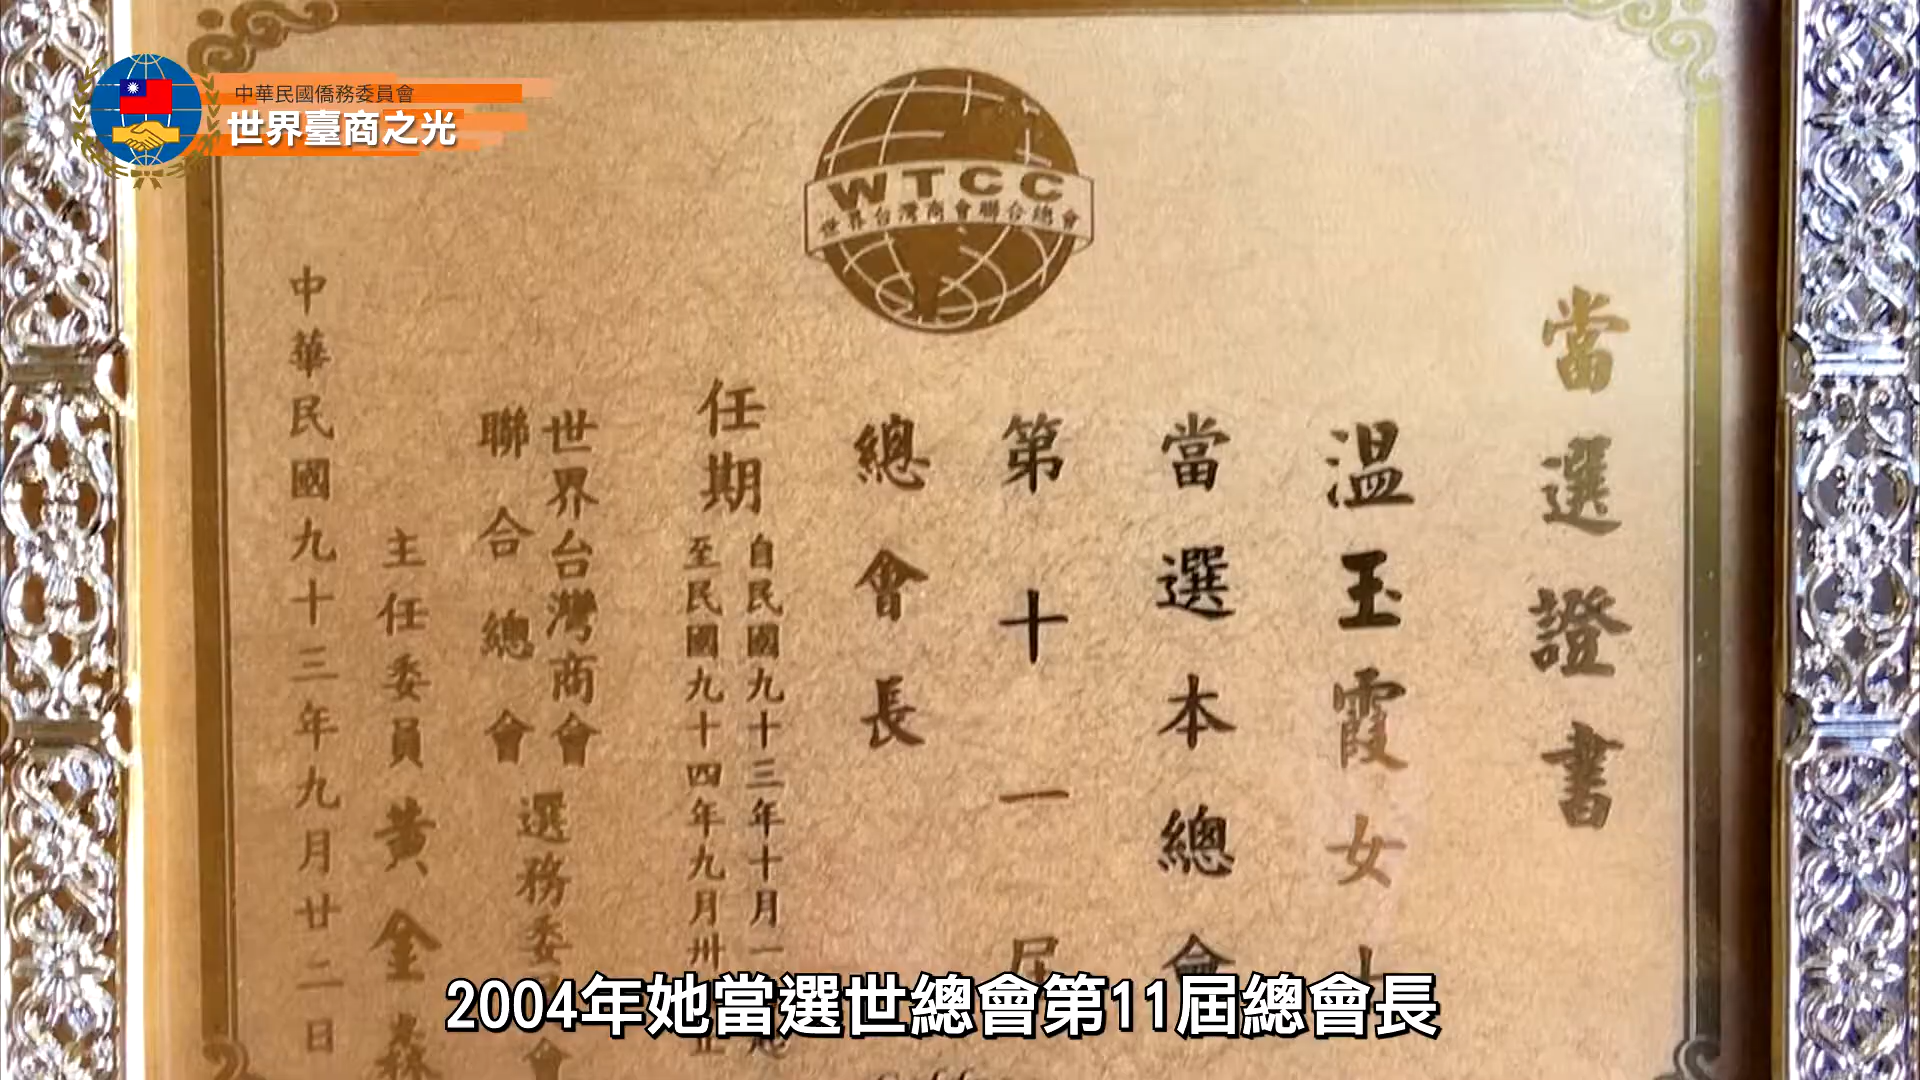 中華民國僑務委員會
世界臺商之光
WTCC
世界台灣商會聯合總會
當選證書
温玉霞女士
當選本總會
第十一屆
總會長
任期
自民國九十三年十月一
至民國九十四年九月卅
世界台灣商會
聯合總會
選務委員會
主任委員黃金森
中華民國九十三年九月廿二日
2004年她當選世總會第11屆總會長